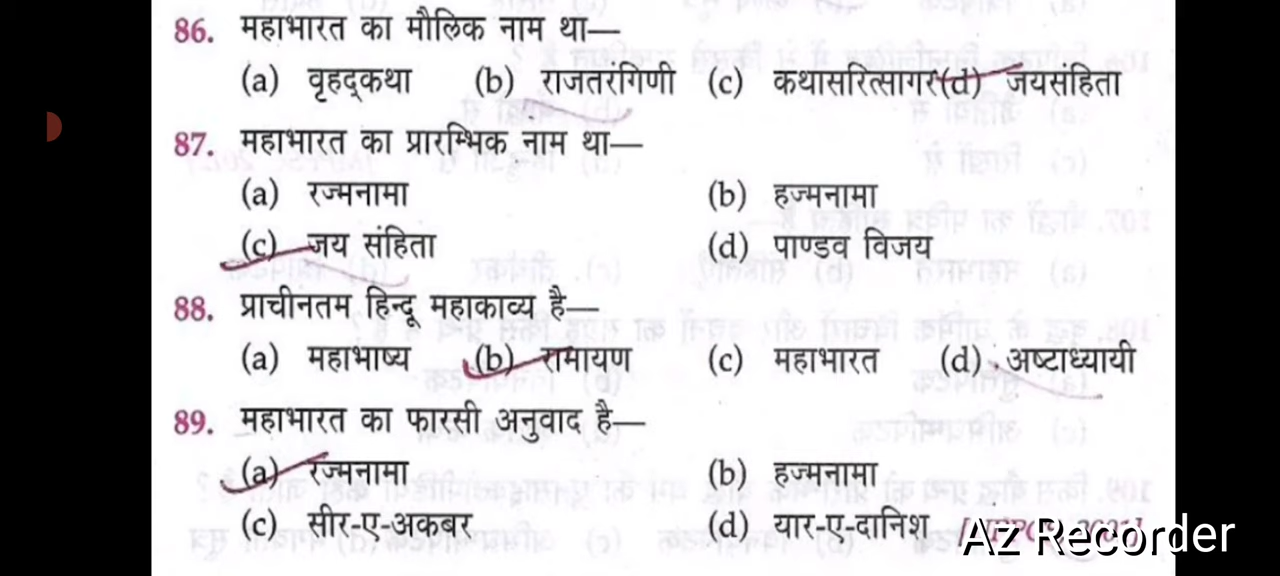 86. महाभारत का मौलिक नाम था—
(a) वृहद्कथा (b) राजतरंगिणी (c) कथासरित्सागर (d) जयसंहिता
87. महाभारत का प्रारम्भिक नाम था—
(a) रज्मनामा (b) हज्मनामा
(c) जय संहिता (d) पाण्डव विजय
88. प्राचीनतम हिन्दू महाकाव्य है—
(a) महाभाष्य (b) रामायण (c) महाभारत (d) अष्टाध्यायी
89. महाभारत का फारसी अनुवाद है—
(a) रज्मनामा (b) हज्मनामा
(c) सीर-ए-अकबर (d) यार-ए-दानिश
Az Recorder